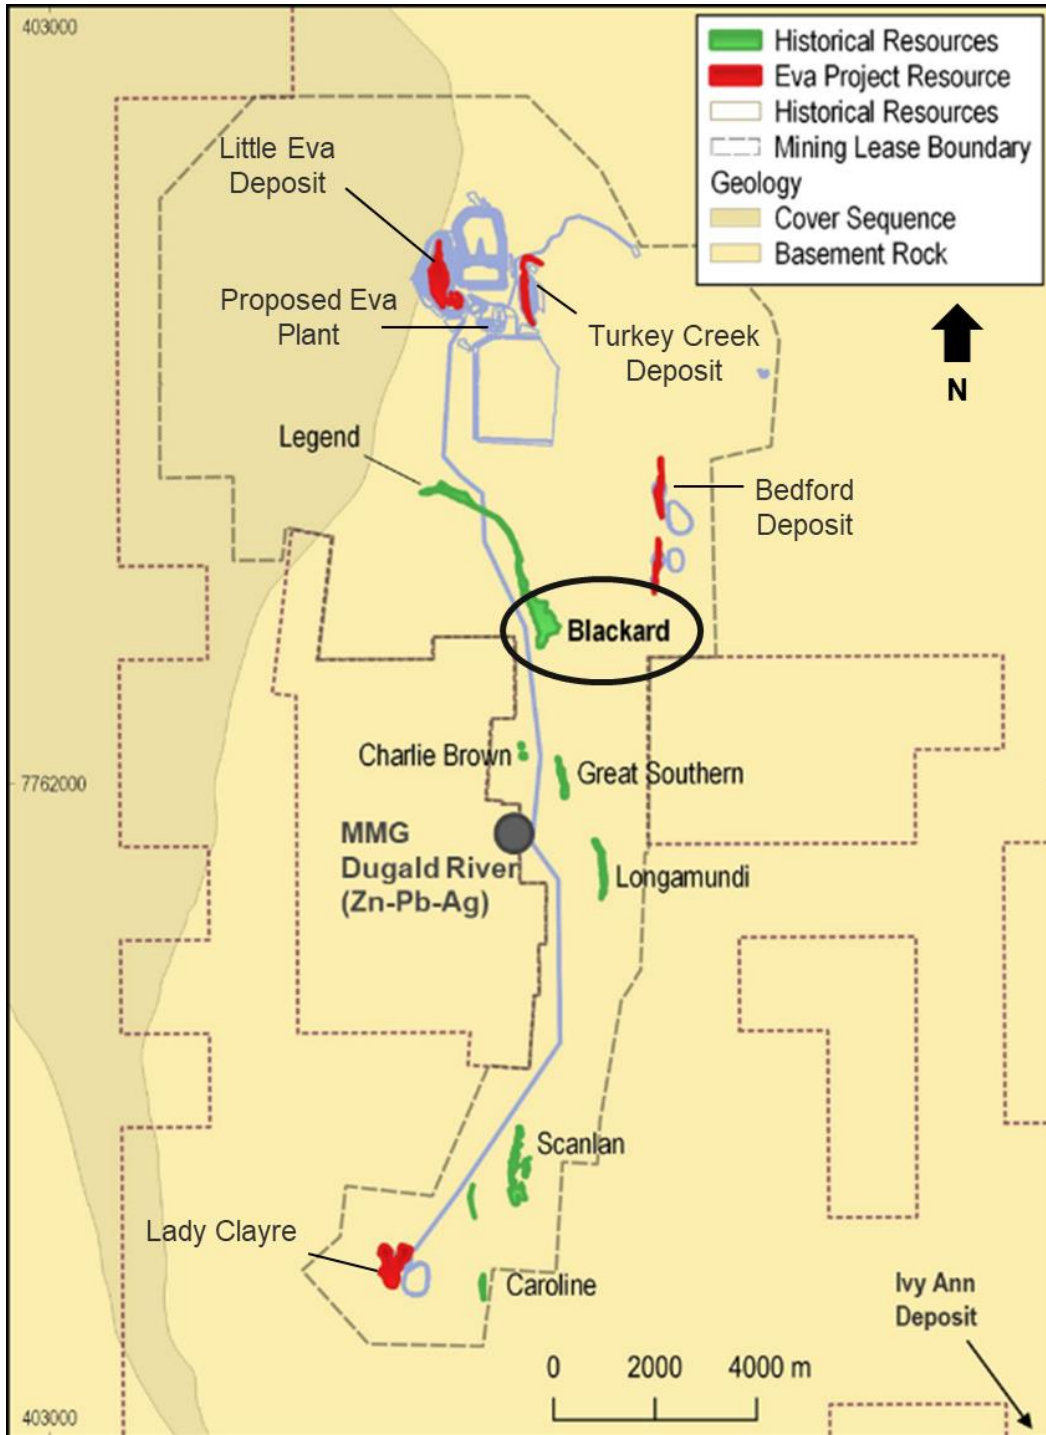 403000
Historical Resources
Eva Project Resource
Historical Resources
Mining Lease Boundary
Geology
Cover Sequence
Basement Rock
N
Little Eva
Deposit
Proposed Eva
Plant
Turkey Creek
Deposit
Legend
Bedford
Deposit
Blackard
Charlie Brown
Great Southern
7762000
MMG
Dugald River
(Zn-Pb-Ag)
Longamundi
Scanlan
Lady Clayre
Caroline
Ivy Ann
Deposit
0 2000 4000 m
403000